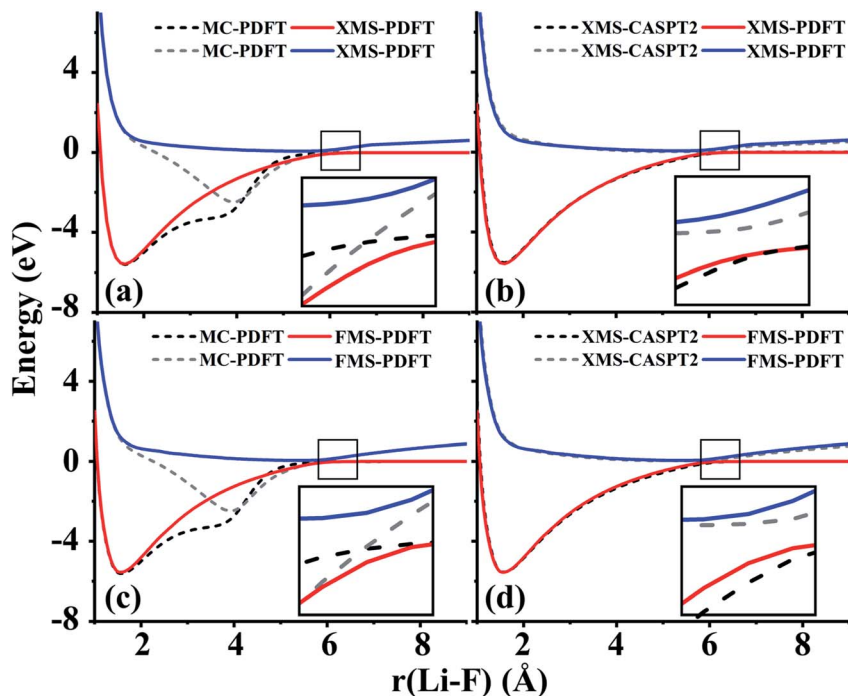 MC-PDFT XMS-PDFT
MC-PDFT XMS-PDFT
XMS-CASPT2 XMS-PDFT
XMS-CASPT2 XMS-PDFT
4
0
-4
-8
(a)
(b)
MC-PDFT FMS-PDFT
MC-PDFT FMS-PDFT
XMS-CASPT2 FMS-PDFT
XMS-CASPT2 FMS-PDFT
4
0
-4
-8
(c)
(d)
Energy (eV)
2 4 6 8 2 4 6 8
r(Li-F) (Å)